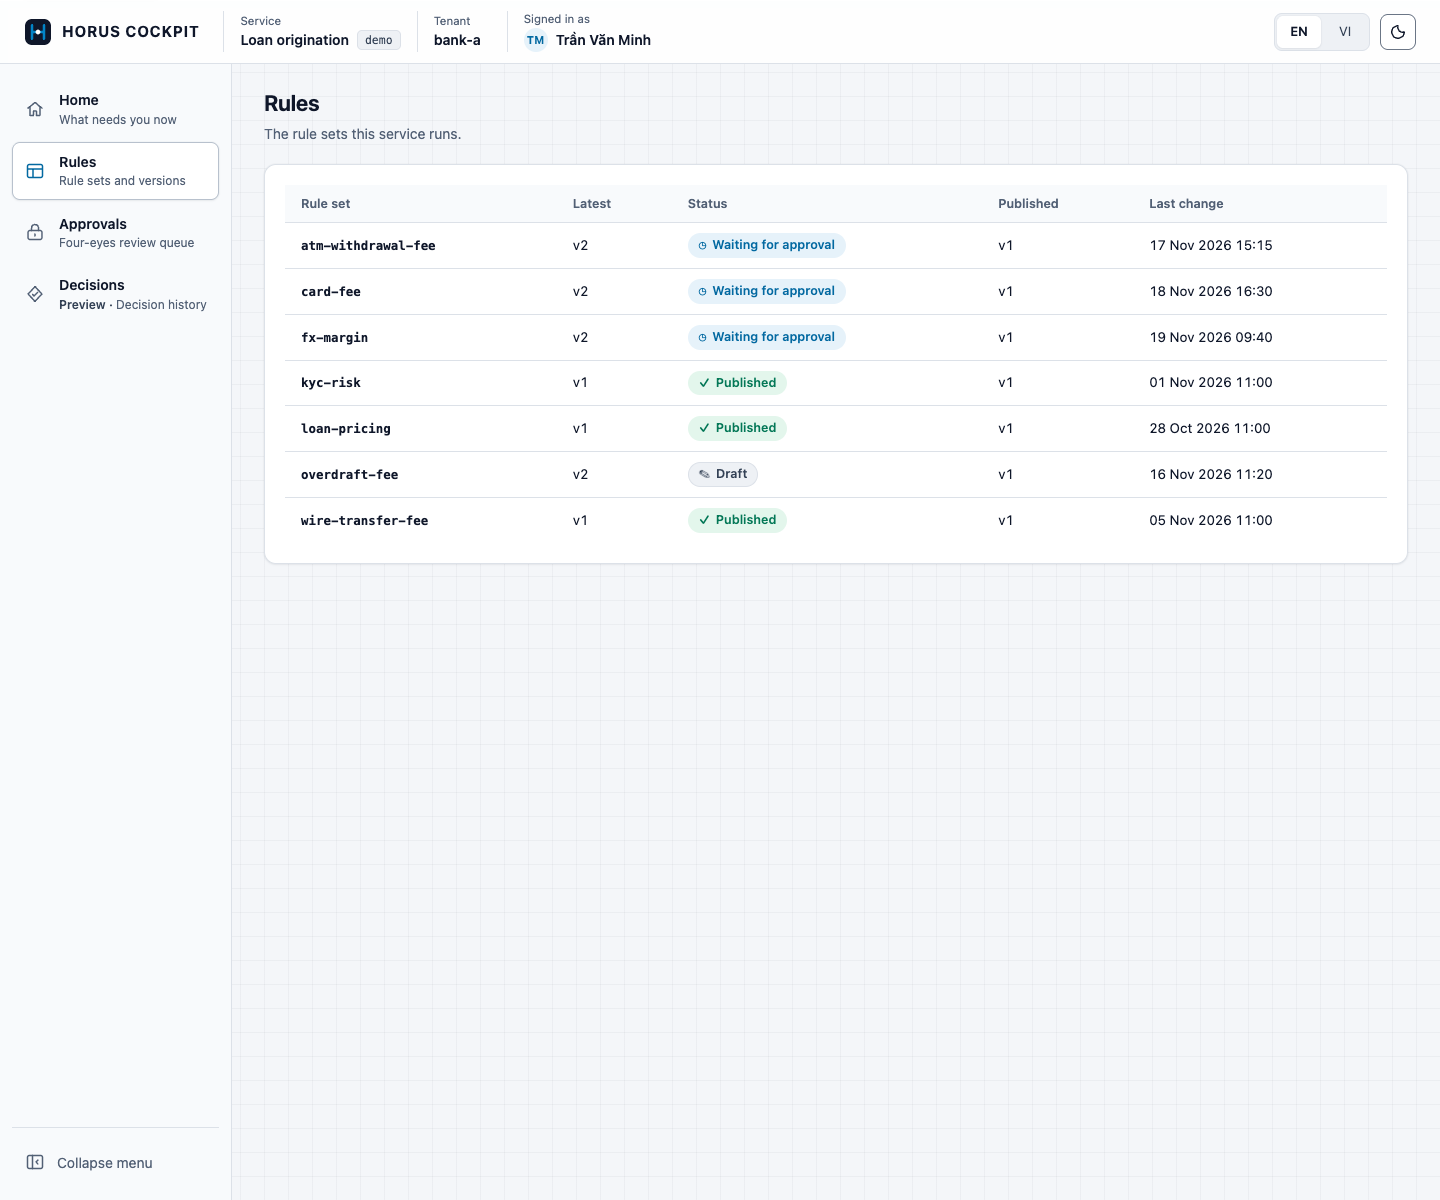 HORUS COCKPIT
Service
Loan origination demo
Tenant
bank-a
Signed in as
TM Trần Văn Minh
EN VI
Home
What needs you now
Rules
Rule sets and versions
Approvals
Four-eyes review queue
Decisions
Preview · Decision history
Collapse menu
Rules
The rule sets this service runs.
Rule set Latest Status Published Last change
atm-withdrawal-fee v2 Waiting for approval v1 17 Nov 2026 15:15
card-fee v2 Waiting for approval v1 18 Nov 2026 16:30
fx-margin v2 Waiting for approval v1 19 Nov 2026 09:40
kyc-risk v1 Published v1 01 Nov 2026 11:00
loan-pricing v1 Published v1 28 Oct 2026 11:00
overdraft-fee v2 Draft v1 16 Nov 2026 11:20
wire-transfer-fee v1 Published v1 05 Nov 2026 11:00